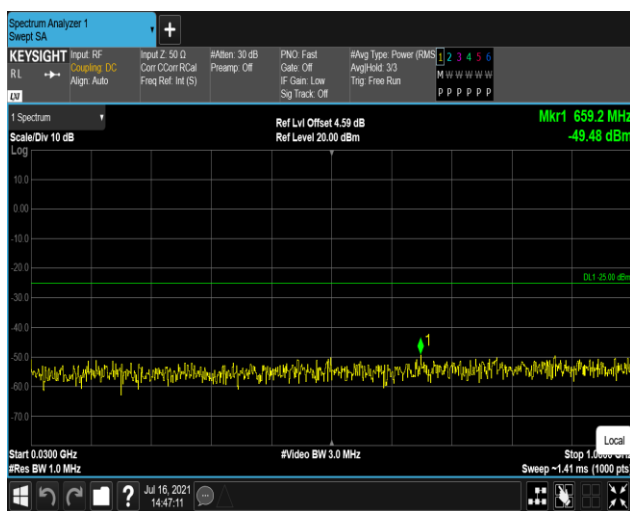 Spectrum Analyzer 1
Swept SA
+
KEYSIGHT
RL
LXI
Input: RF
Coupling: DC
Align: Auto
Input Z: 50 Ω
Corr CCorr RCal
Freq Ref: Int (S)
#Atten: 30 dB
Preamp: Off
PNO: Fast
Gate: Off
IF Gain: Low
Sig Track: Off
#Avg Type: Power (RMS
Avg|Hold: 3/3
Trig: Free Run
1 2 3 4 5 6
M W W W W W
P P P P P P
1 Spectrum
Scale/Div 10 dB
Log
Ref Lvl Offset 4.59 dB
Ref Level 20.00 dBm
Mkr1 659.2 MHz
-49.48 dBm
10.0
0.00
-10.0
-20.0
-30.0
-40.0
-50.0
-60.0
-70.0
DL1 -25.00 dBm
1
Local
Start 0.0300 GHz
#Res BW 1.0 MHz
#Video BW 3.0 MHz
Stop
Sweep ~1.41 ms (1000 pts)
?
Jul 16, 2021
14:47:11